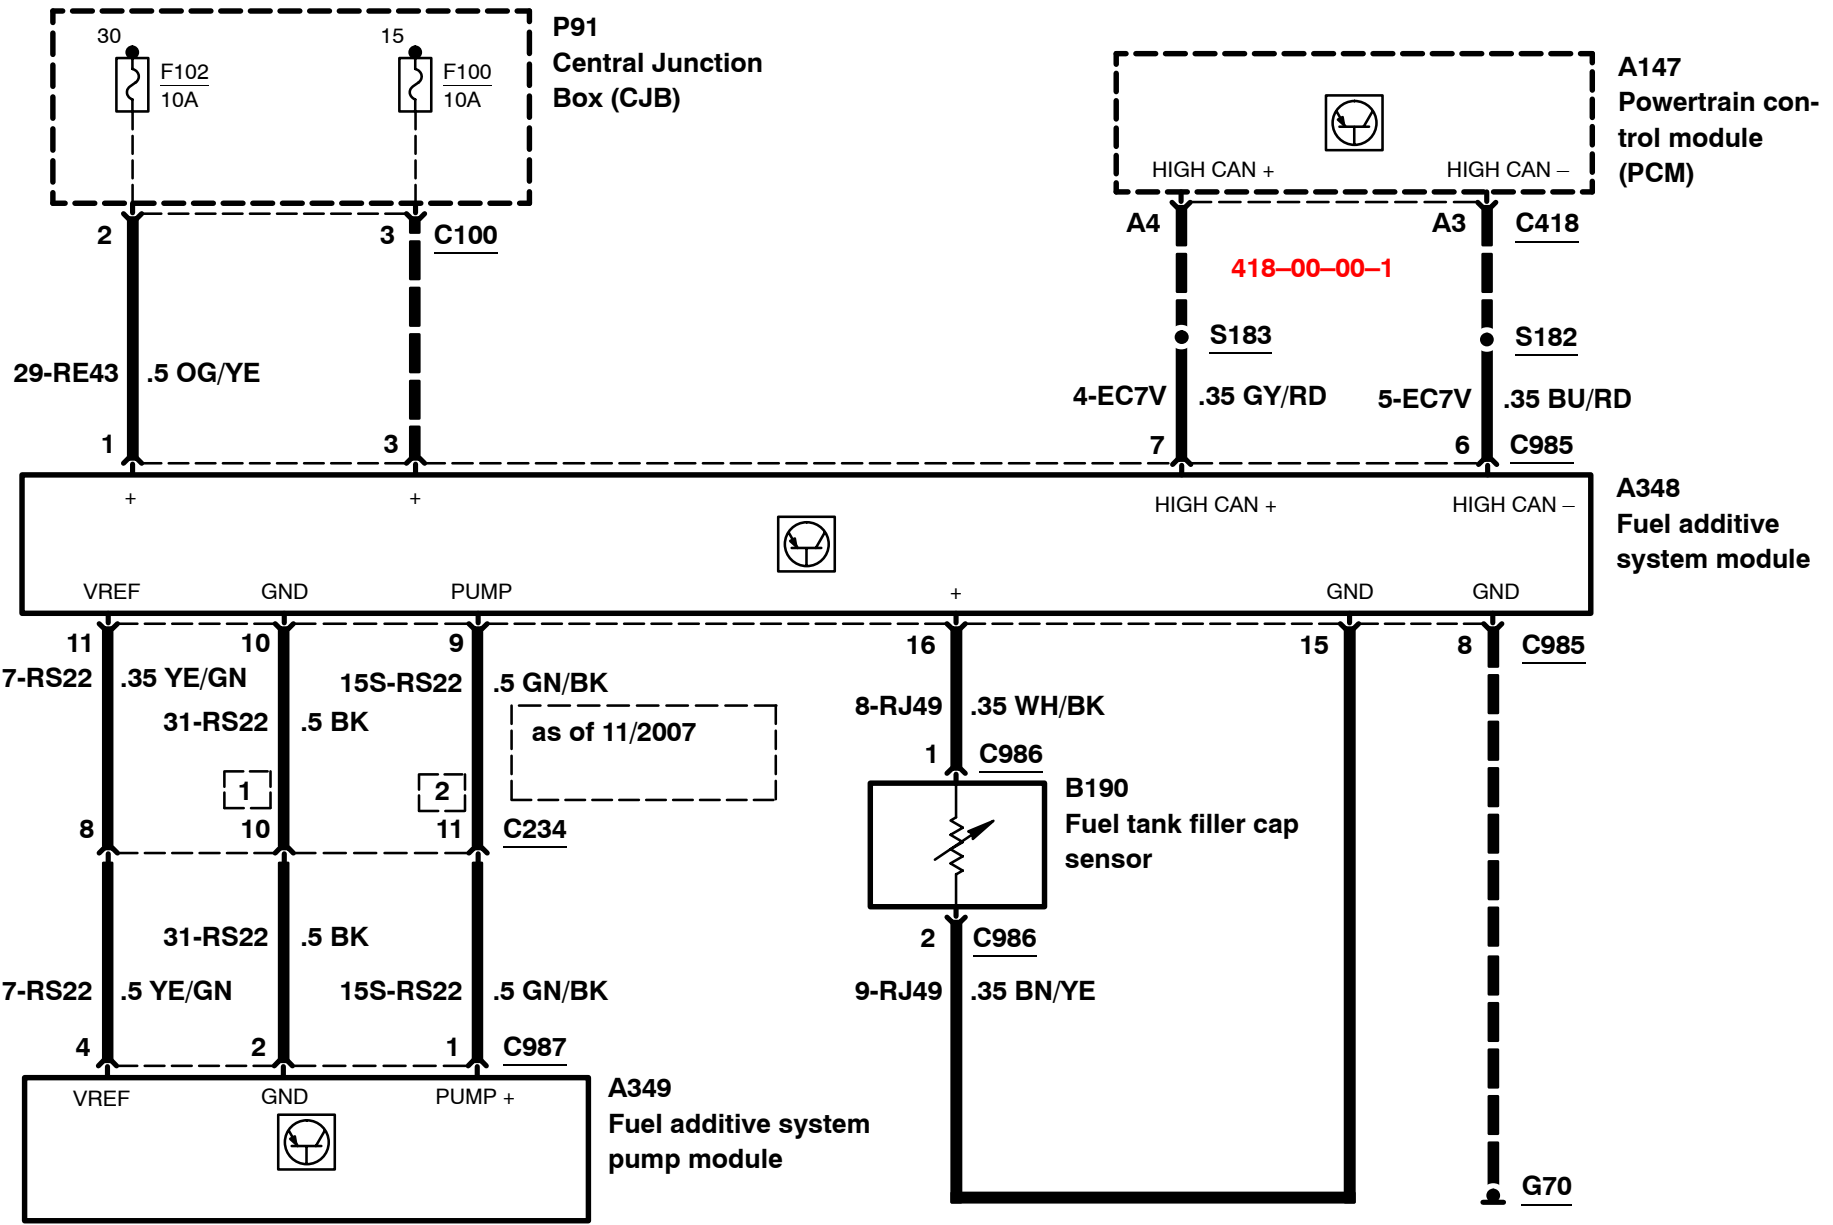 30
F102
10A
15
F100
10A
P91
Central Junction
Box (CJB)
HIGH CAN +
HIGH CAN –
A147
Powertrain con-
trol module
(PCM)
2
3
C100
A4
A3
C418
418–00–00–1
S183
S182
29-RE43
.5 OG/YE
4-EC7V
.35 GY/RD
5-EC7V
.35 BU/RD
1
3
7
6
C985
+
+
HIGH CAN +
HIGH CAN –
A348
Fuel additive
system module
VREF
GND
PUMP
+
GND
GND
11
10
9
16
15
8
C985
7-RS22
.35 YE/GN
15S-RS22
.5 GN/BK
31-RS22
.5 BK
8-RJ49
.35 WH/BK
as of 11/2007
1
C986
1
2
B190
Fuel tank filler cap
sensor
8
10
11
C234
31-RS22
.5 BK
2
C986
7-RS22
.5 YE/GN
15S-RS22
.5 GN/BK
9-RJ49
.35 BN/YE
4
2
1
C987
VREF
GND
PUMP +
A349
Fuel additive system
pump module
G70